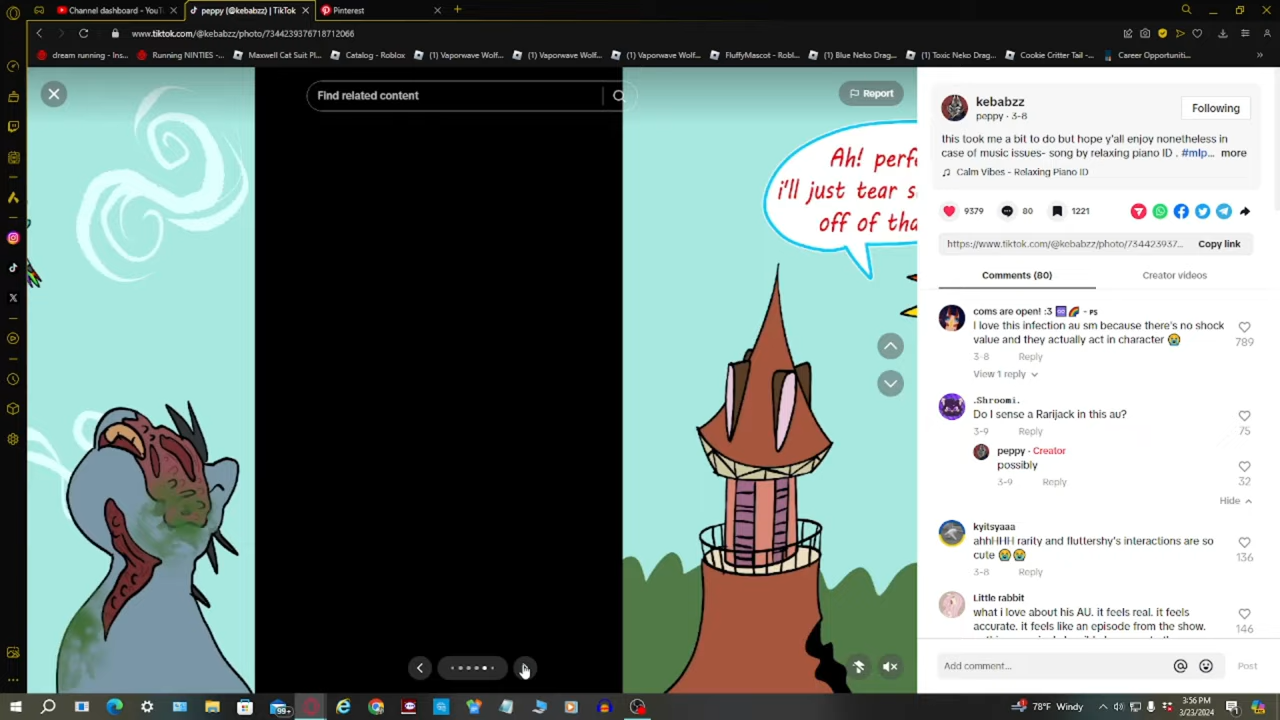 Channel dashboard - YouT
peppy (@kebabzz) | TikTok
Pinterest
www.tiktok.com/@kebabzz/photo/7344239376718712066
dream running - Ins...
Running NINTIES -...
Maxwell Cat Suit Pl...
Catalog - Roblox
(1) Vaporwave Wolf...
(1) Vaporwave Wolf...
(1) Vaporwave Wolf...
FluffyMascot - Robl...
(1) Blue Neko Drag...
(1) Toxic Neko Drag...
Cookie Critter Tail -...
Career Opportuniti...
Find related content
Report
Ah! perfe
i'll just tear s
off of tha
kebabzz
peppy · 3-8
Following
this took me a bit to do but hope y'all enjoy nonetheless in
case of music issues- song by relaxing piano ID . #mlp... more
Calm Vibes - Relaxing Piano ID
9379
80
1221
https://www.tiktok.com/@kebabzz/photo/734423937...
Copy link
Comments (80)
Creator videos
coms are open! :3 ♾️🌈 - PS
I love this infection au sm because there's no shock
value and they actually act in character 😭
789
3-8
Reply
View 1 reply
.Shroomi.
Do I sense a Rarijack in this au?
75
3-9
Reply
peppy · Creator
possibly
32
3-9
Reply
Hide
kyitsyaaa
ahhHHH rarity and fluttershy's interactions are so
cute 😭😭
136
3-8
Reply
Little rabbit
what i love about his AU. it feels real. it feels
accurate. it feels like an episode from the show.
146
Add comment...
Post
99+
78°F Windy
3:56 PM
3/23/2024